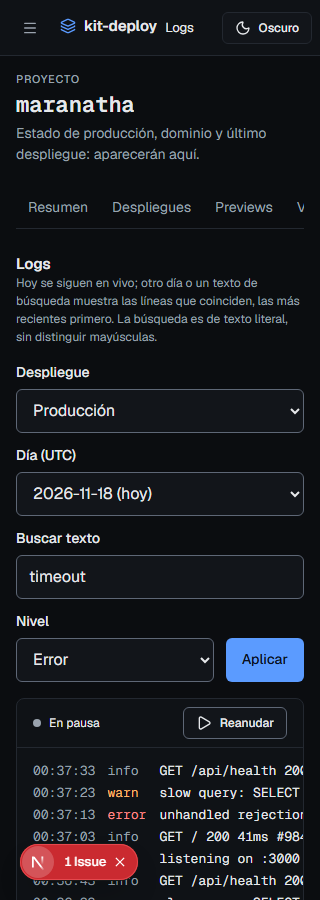 kit-deploy Logs Oscuro
PROYECTO
maranatha
Estado de producción, dominio y último
despliegue: aparecerán aquí.
Resumen Despliegues Previews V
Logs
Hoy se siguen en vivo; otro día o un texto de
búsqueda muestra las líneas que coinciden, las más
recientes primero. La búsqueda es de texto literal,
sin distinguir mayúsculas.
Despliegue
Producción
Día (UTC)
2026-11-18 (hoy)
Buscar texto
timeout
Nivel
Error Aplicar
En pausa Reanudar
00:37:33 info GET /api/health 200
00:37:23 warn slow query: SELECT
00:37:13 error unhandled rejection
00:37:03 info GET / 200 41ms #984
listening on :3000
N 1 Issue
info GET /api/health 200